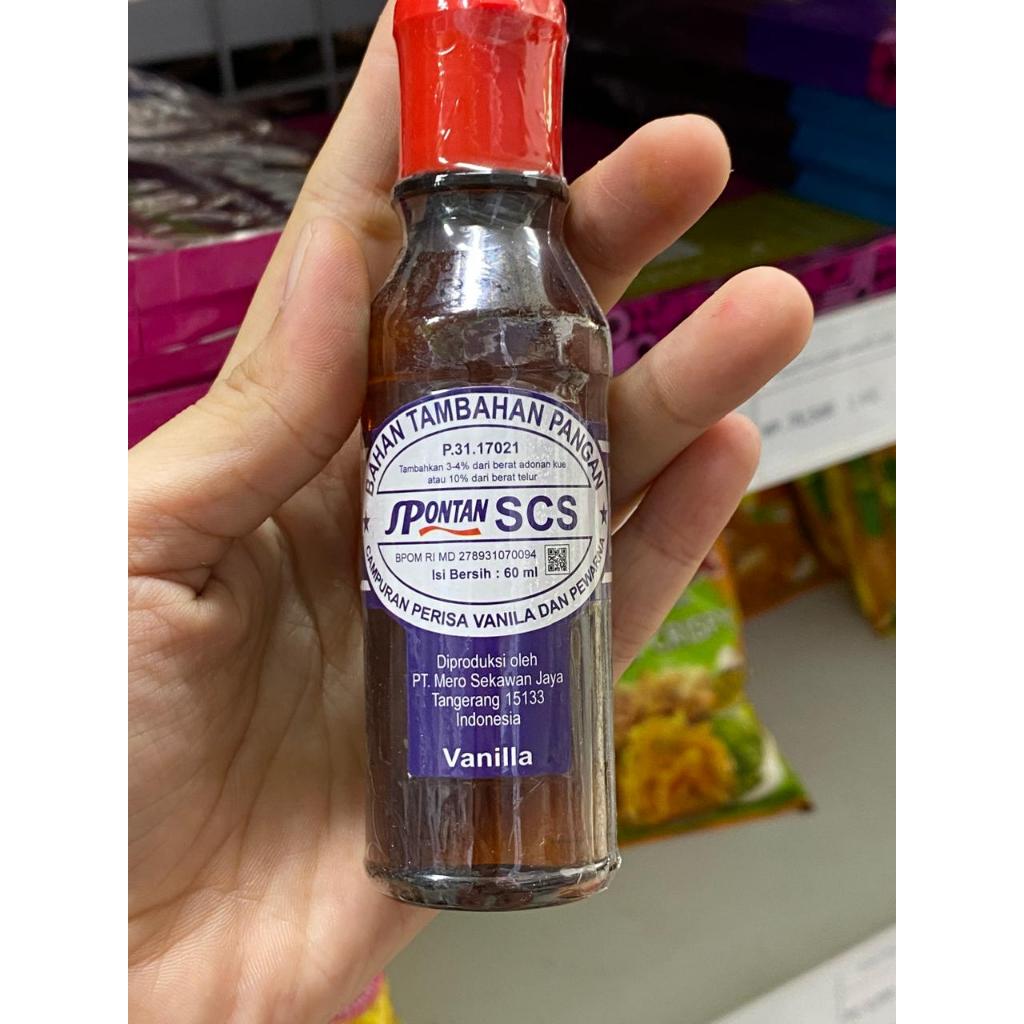 BAHAN TAMBAHAN PANGAN
P.31.17021
Tambahkan 3-4% dari berat adonan kue
atau 10% dari berat telur
SPONTAN SCS
BPOM RI MD 278931070094
Isi Bersih : 60 ml
CAMPURAN PERISA VANILA DAN PEWARNA
Diproduksi oleh
PT. Mero Sekawan Jaya
Tangerang 15133
Indonesia
Vanilla